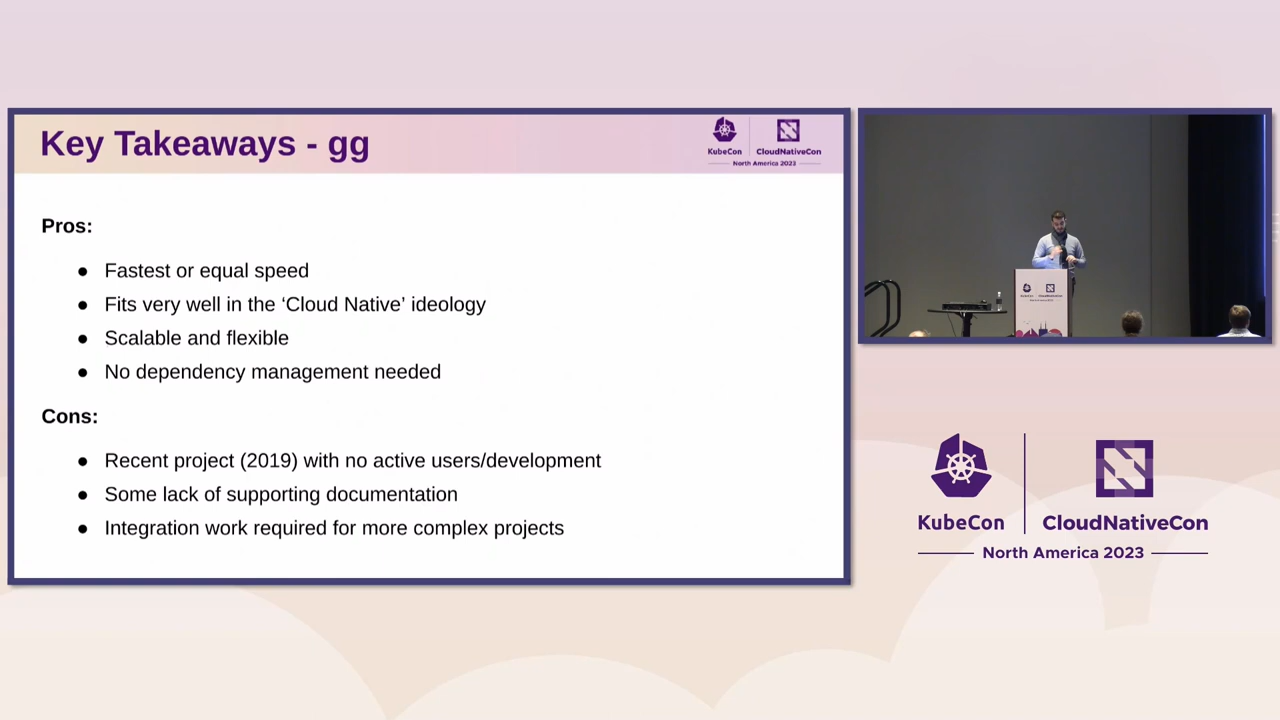 Key Takeaways - gg
KubeCon
CloudNativeCon
North America 2023
Pros:
● Fastest or equal speed
● Fits very well in the ‘Cloud Native’ ideology
● Scalable and flexible
● No dependency management needed
Cons:
● Recent project (2019) with no active users/development
● Some lack of supporting documentation
● Integration work required for more complex projects
KubeCon
CloudNativeCon
North America 2023